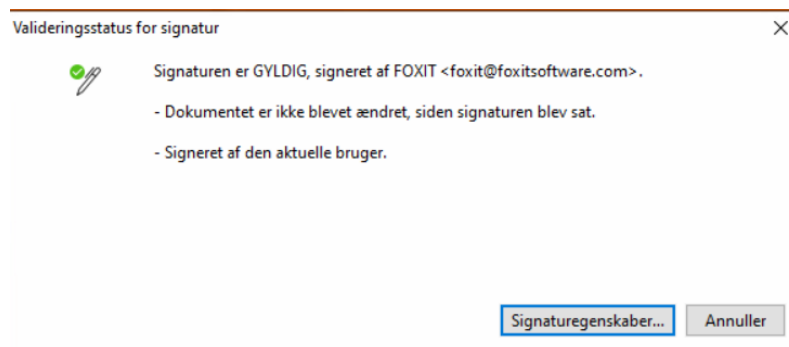 Valideringsstatus for signatur
Signaturen er GYLDIG, signeret af FOXIT <foxit@foxitsoftware.com>.
- Dokumentet er ikke blevet ændret, siden signaturen blev sat.
- Signeret af den aktuelle bruger.
Signaturegenskaber...
Annuller